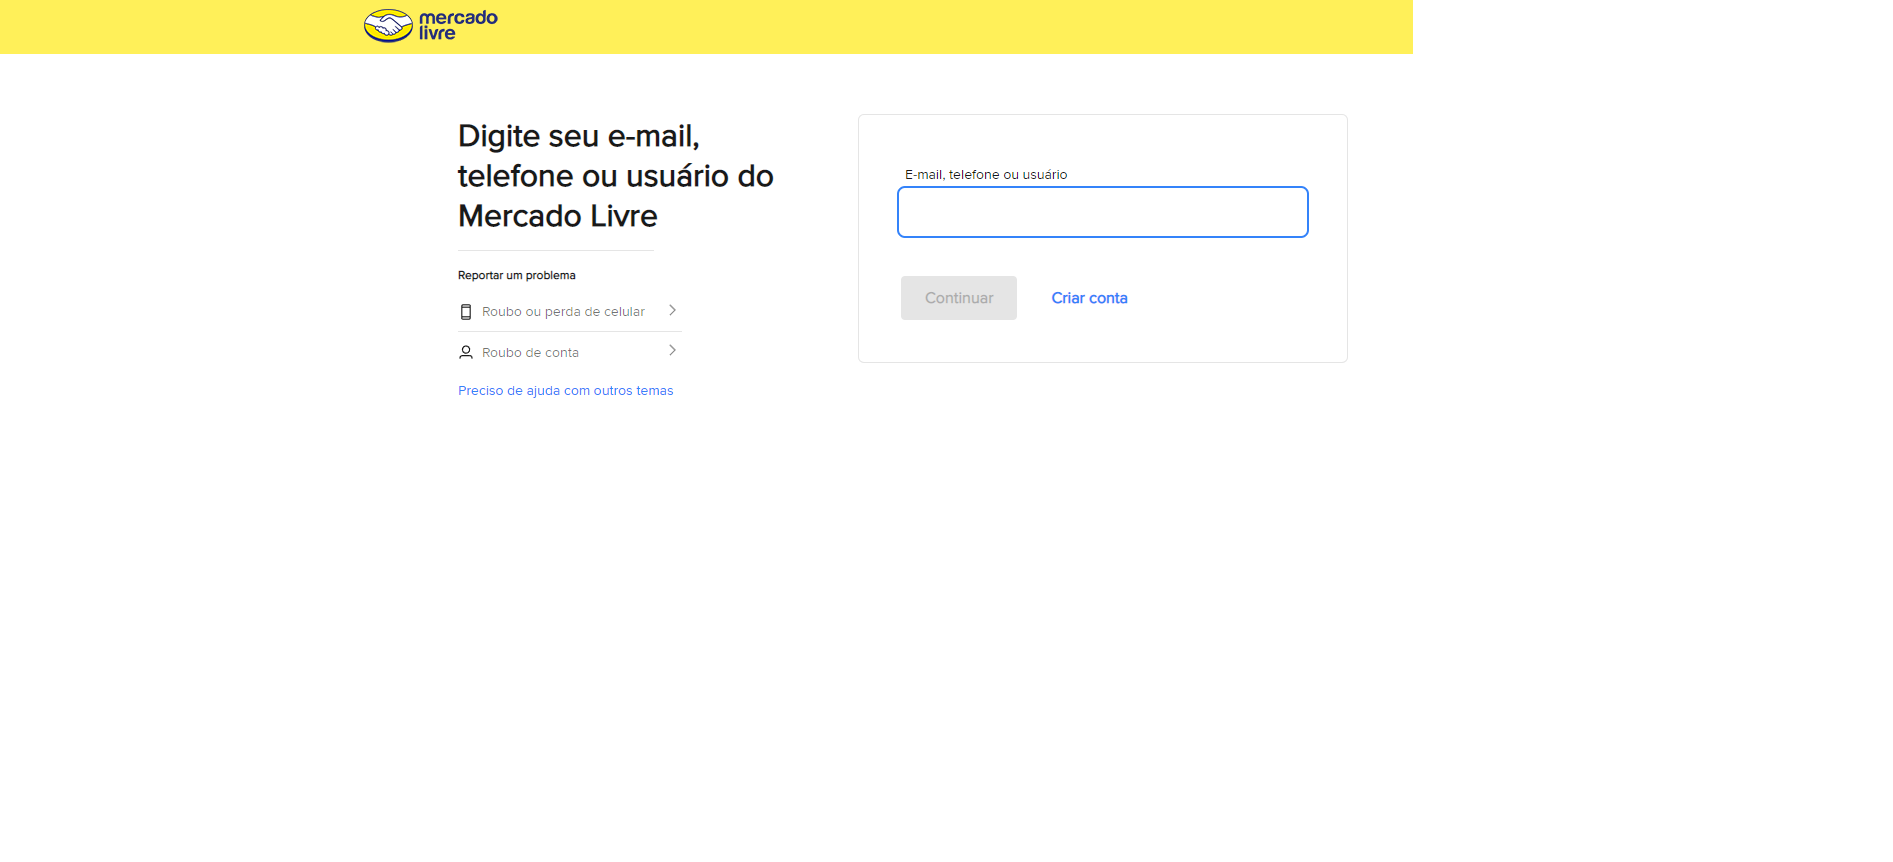 mercado
livre
Digite seu e-mail,
telefone ou usuário do
Mercado Livre
Reportar um problema
Roubo ou perda de celular
Roubo de conta
Preciso de ajuda com outros temas
E-mail, telefone ou usuário
Continuar
Criar conta